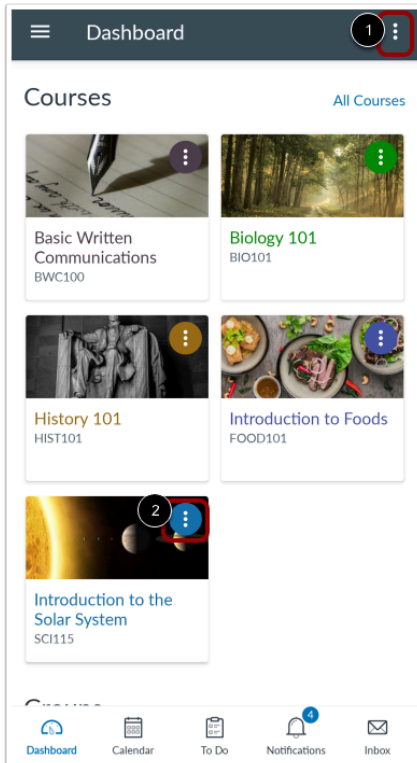 Dashboard
1
Courses
All Courses
Basic Written
Communications
BWC100
Biology 101
BIO101
History 101
HIST101
Introduction to Foods
FOOD101
2
Introduction to the
Solar System
SCI115
Groups
4
Dashboard
Calendar
To Do
Notifications
Inbox